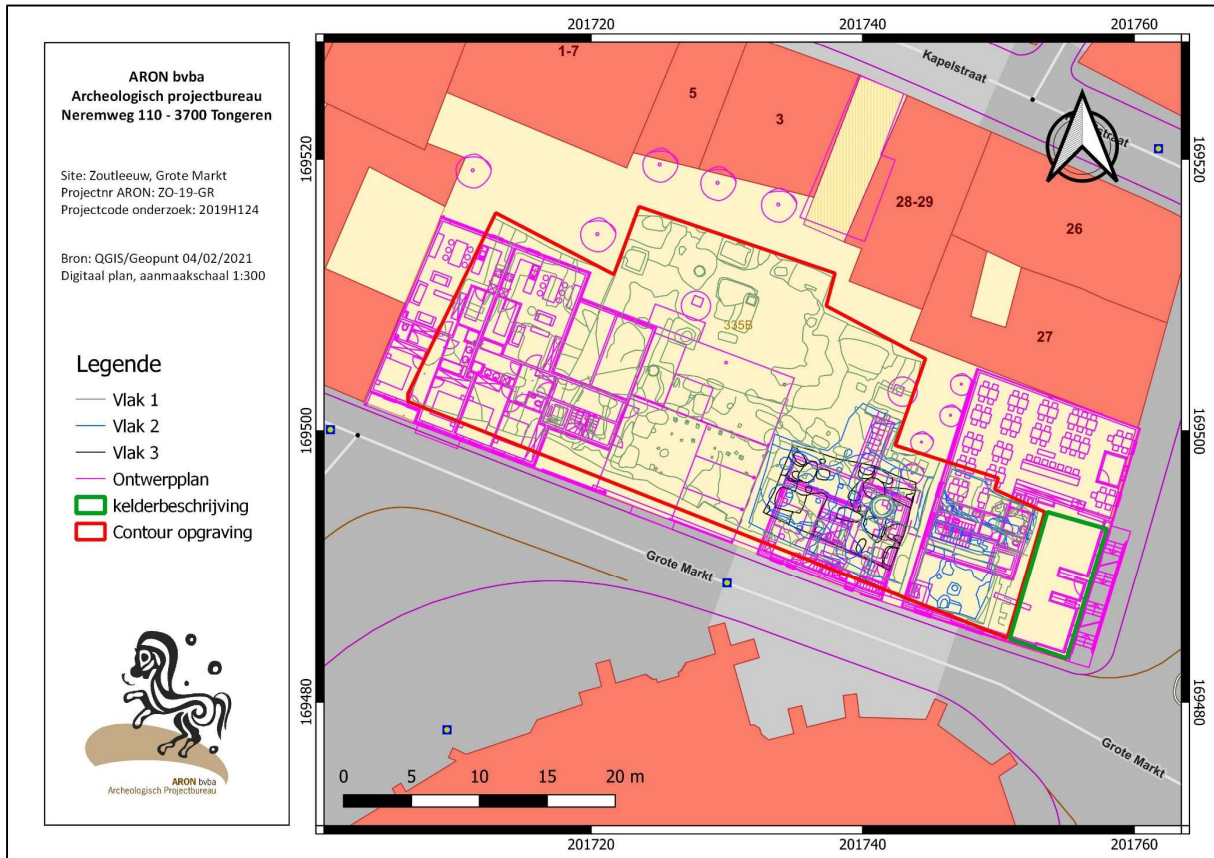 ARON bvba
Archeologisch projectbureau
Neremweg 110 - 3700 Tongeren
Site: Zoutleeuw, Grote Markt
Projectnr ARON: ZO-19-GR
Projectcode onderzoek: 2019H124
Bron: QGIS/Geopunt 04/02/2021
Digitaal plan, aanmaakschaal 1:300
Legende
Vlak 1
Vlak 2
Vlak 3
Ontwerpplan
kelderbeschrijving
Contour opgraving
ARON bvba
Archeologisch Projectbureau
201720
201740
201760
169520
169500
169480
1-7
5
3
Kapelstraat
28-29
26
27
335B
Grote Markt
Grote Markt
0 5 10 15 20 m
169520
169500
169480
201720
201740
201760